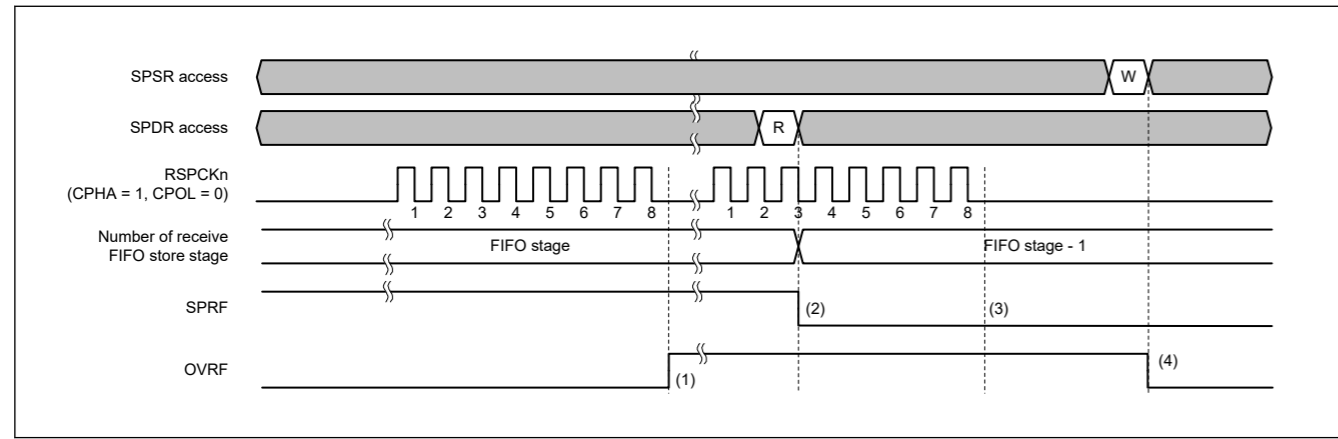 SPSR access
W
SPDR access
R
RSPCKn
(CPHA = 1, CPOL = 0)
1 2 3 4 5 6 7 8 1 2 3 4 5 6 7 8
Number of receive
FIFO store stage
FIFO stage FIFO stage - 1
SPRF
(2) (3)
OVRF
(1) (4)